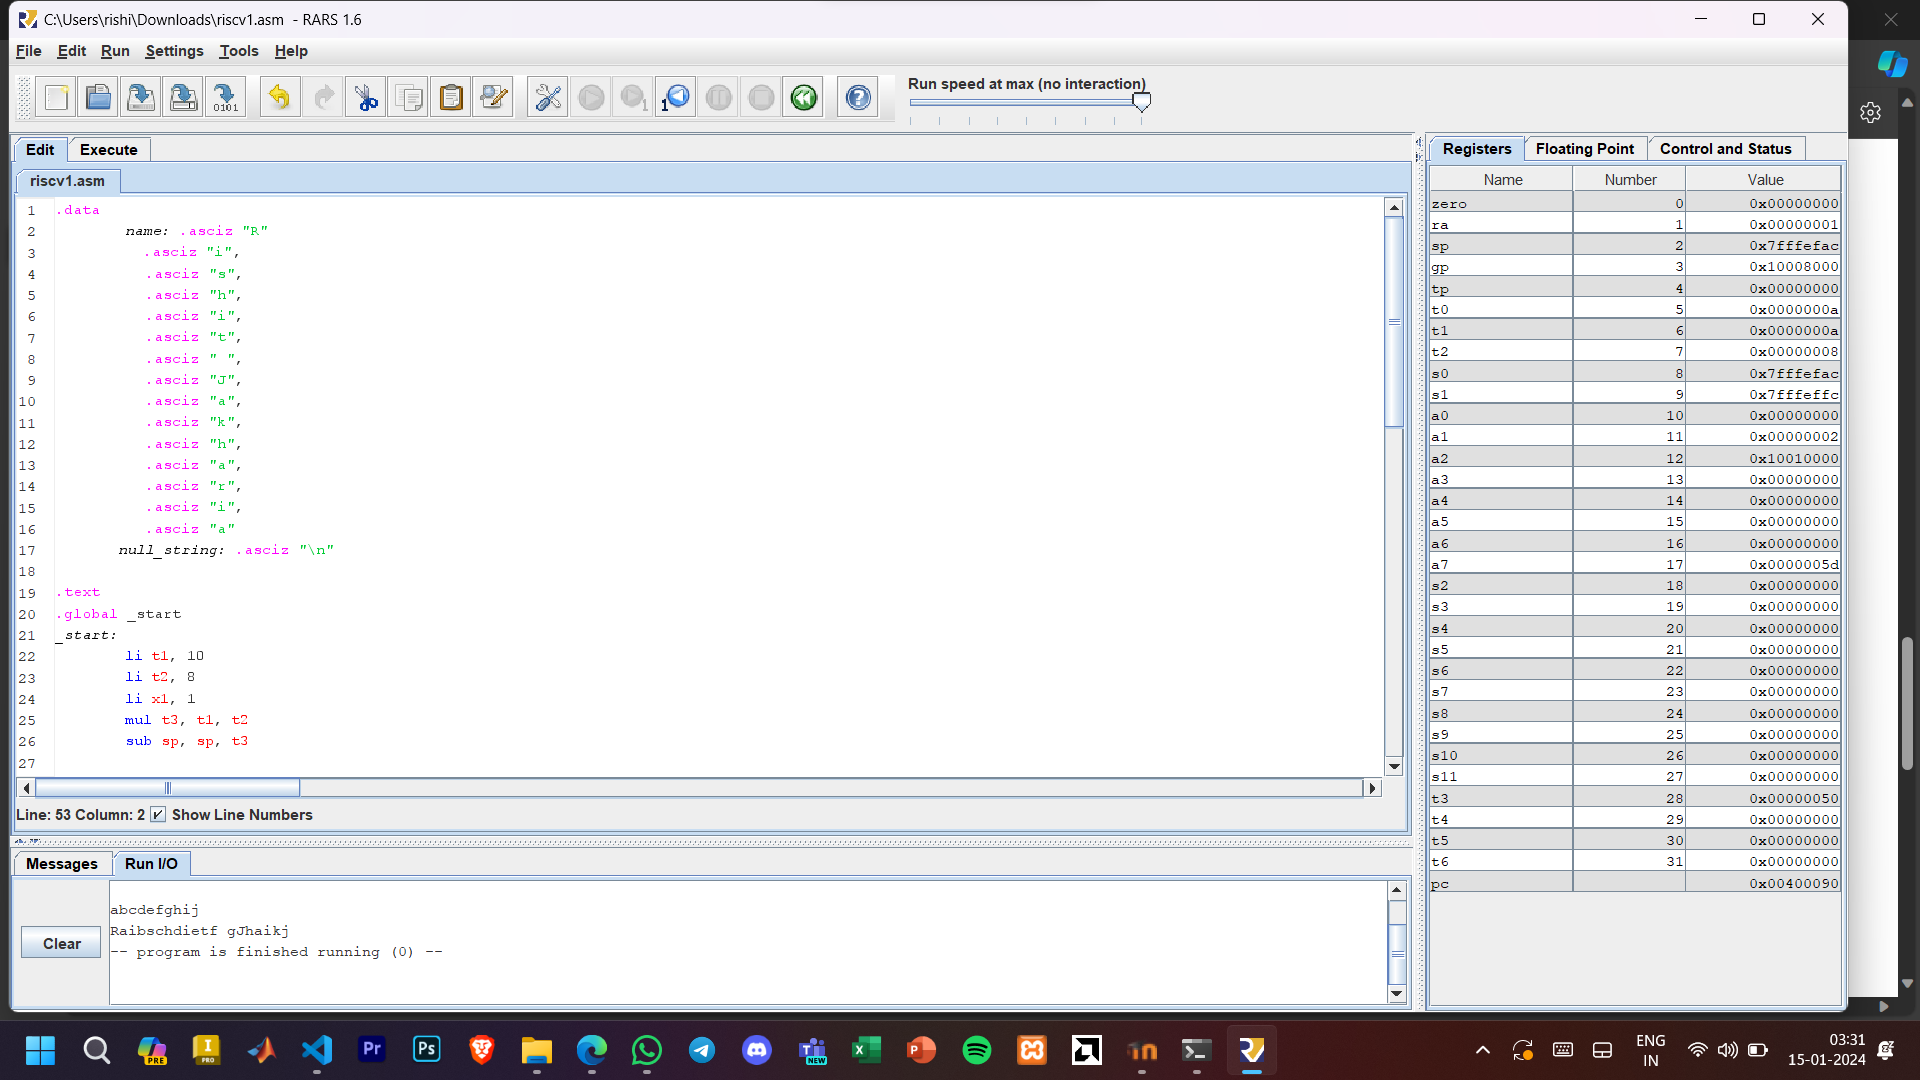 C:\Users\rishi\Downloads\riscv1.asm - RARS 1.6
File Edit Run Settings Tools Help
0101
1
1
Run speed at max (no interaction)
Edit Execute
riscv1.asm
1 .data
2 name: .asciz "R"
3 .asciz "i",
4 .asciz "s",
5 .asciz "h",
6 .asciz "i",
7 .asciz "t",
8 .asciz " ",
9 .asciz "J",
10 .asciz "a",
11 .asciz "k",
12 .asciz "h",
13 .asciz "a",
14 .asciz "r",
15 .asciz "i",
16 .asciz "a"
17 null_string: .asciz "\n"
18
19 .text
20 .global _start
21 _start:
22 li t1, 10
23 li t2, 8
24 li x1, 1
25 mul t3, t1, t2
26 sub sp, sp, t3
27
Line: 53 Column: 2 Show Line Numbers
Messages Run I/O
Clear
abcdefghij
Raibschdietf gJhaikj
-- program is finished running (0) --
Registers Floating Point Control and Status
Name Number Value
zero 0 0x00000000
ra 1 0x00000001
sp 2 0x7fffefac
gp 3 0x10008000
tp 4 0x00000000
t0 5 0x0000000a
t1 6 0x0000000a
t2 7 0x00000008
s0 8 0x7fffefac
s1 9 0x7fffeffc
a0 10 0x00000000
a1 11 0x00000002
a2 12 0x10010000
a3 13 0x00000000
a4 14 0x00000000
a5 15 0x00000000
a6 16 0x00000000
a7 17 0x0000005d
s2 18 0x00000000
s3 19 0x00000000
s4 20 0x00000000
s5 21 0x00000000
s6 22 0x00000000
s7 23 0x00000000
s8 24 0x00000000
s9 25 0x00000000
s10 26 0x00000000
s11 27 0x00000000
t3 28 0x00000050
t4 29 0x00000000
t5 30 0x00000000
t6 31 0x00000000
pc 0x00400090
PRE
I
PRO
Pr
Ps
NEW
ENG
IN
03:31
15-01-2024